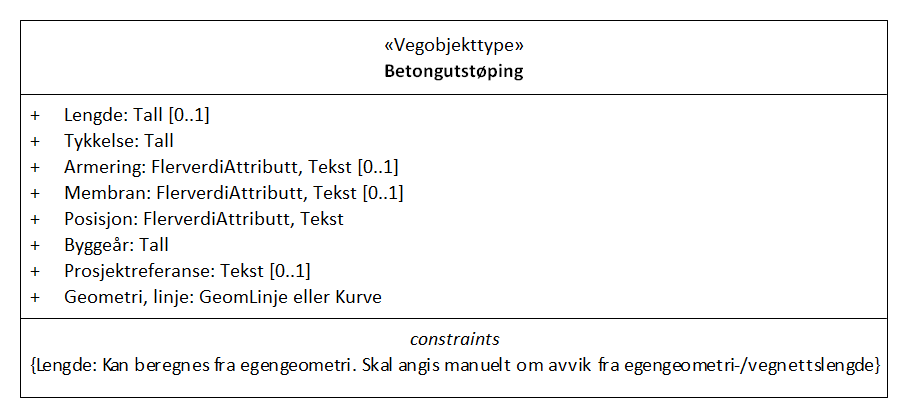 «Vegobjekttype»
Betongutstøping
+ Lengde: Tall [0..1]
+ Tykkelse: Tall
+ Armering: FlerverdiAttributt, Tekst [0..1]
+ Membran: FlerverdiAttributt, Tekst [0..1]
+ Posisjon: FlerverdiAttributt, Tekst
+ Byggeår: Tall
+ Prosjektreferanse: Tekst [0..1]
+ Geometri, linje: GeomLinje eller Kurve
constraints
{Lengde: Kan beregnes fra egengeometri. Skal angis manuelt om avvik fra egengeometri-/vegnettslengde}